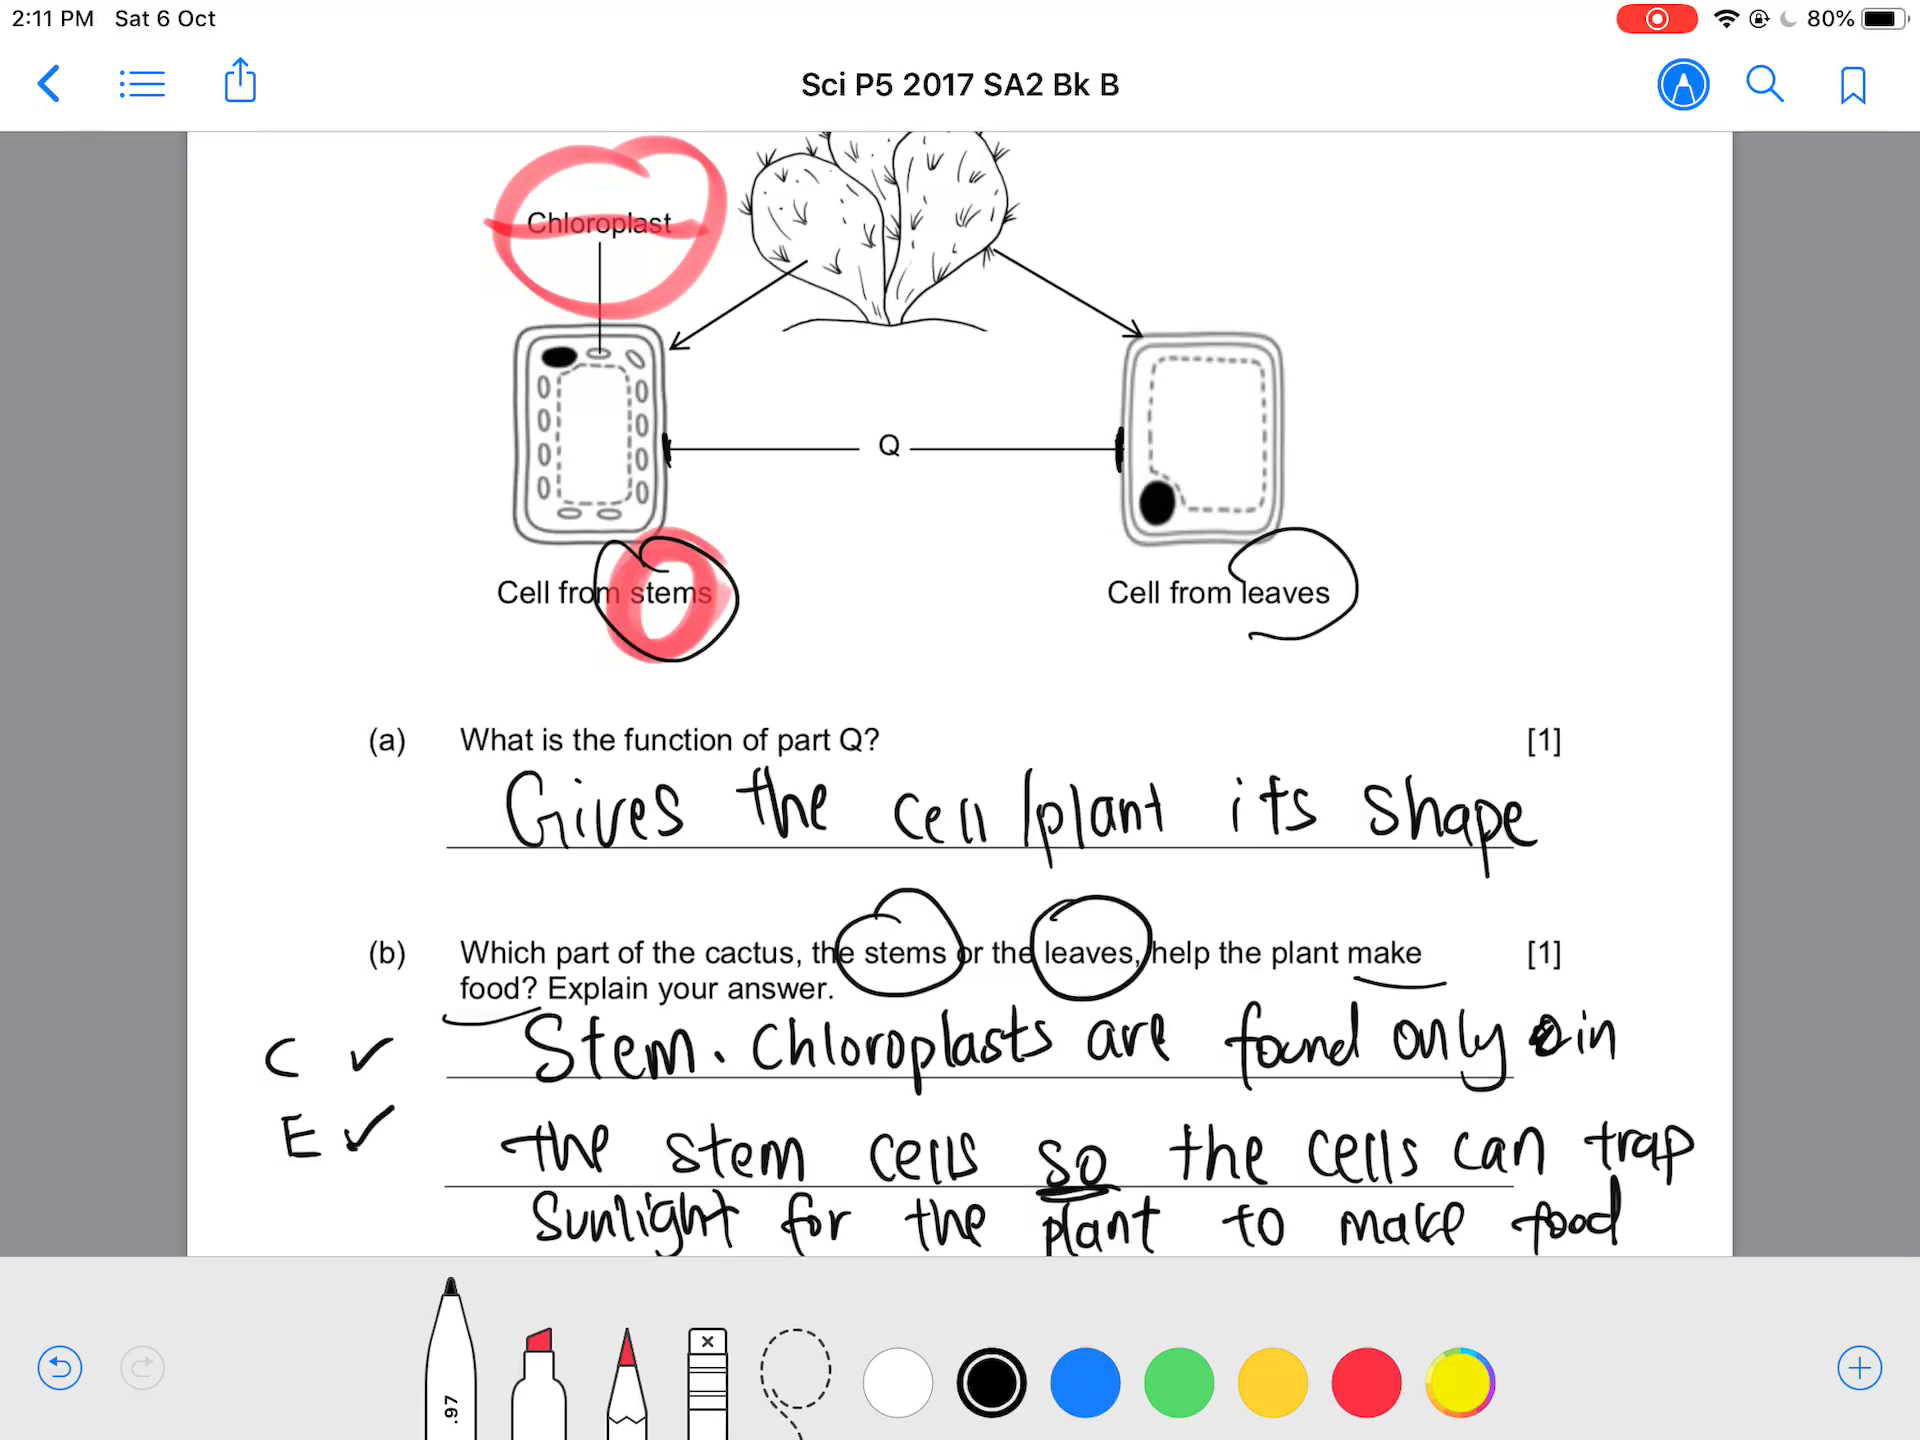 2:11 PM Sat 6 Oct 80%
Sci P5 2017 SA2 Bk B
Chloroplast
Q
Cell from stems Cell from leaves
(a) What is the function of part Q? [1]
Gives the cell/plant its shape
(b) Which part of the cactus, the stems or the leaves, help the plant make [1]
food? Explain your answer.
C ✓ Stem. Chloroplasts are found only in
E ✓ the stem cells so the cells can trap
sunlight for the plant to make food
.97